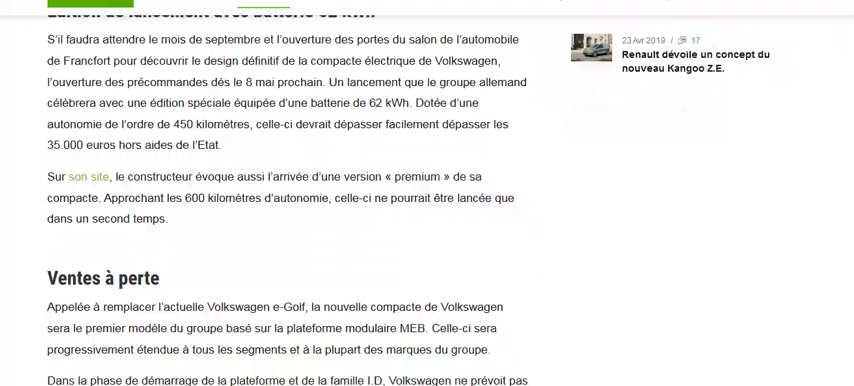 Edition de lancement avec batterie 62 kWh
S’il faudra attendre le mois de septembre et l’ouverture des portes du salon de l’automobile
de Francfort pour découvrir le design définitif de la compacte électrique de Volkswagen,
l’ouverture des précommandes dès le 8 mai prochain. Un lancement que le groupe allemand
célèbrera avec une édition spéciale équipée d’une batterie de 62 kWh. Dotée d’une
autonomie de l’ordre de 450 kilomètres, celle-ci devrait dépasser facilement dépasser les
35.000 euros hors aides de l’Etat.
Sur son site, le constructeur évoque aussi l’arrivée d’une version « premium » de sa
compacte. Approchant les 600 kilomètres d’autonomie, celle-ci ne pourrait être lancée que
dans un second temps.
Ventes à perte
Appelée à remplacer l’actuelle Volkswagen e-Golf, la nouvelle compacte de Volkswagen
sera le premier modèle du groupe basé sur la plateforme modulaire MEB. Celle-ci sera
progressivement étendue à tous les segments et à la plupart des marques du groupe.
Dans la phase de démarrage de la plateforme et de la famille I.D, Volkswagen ne prévoit pas
23 Avr 2019 / 17
Renault dévoile un concept du
nouveau Kangoo Z.E.